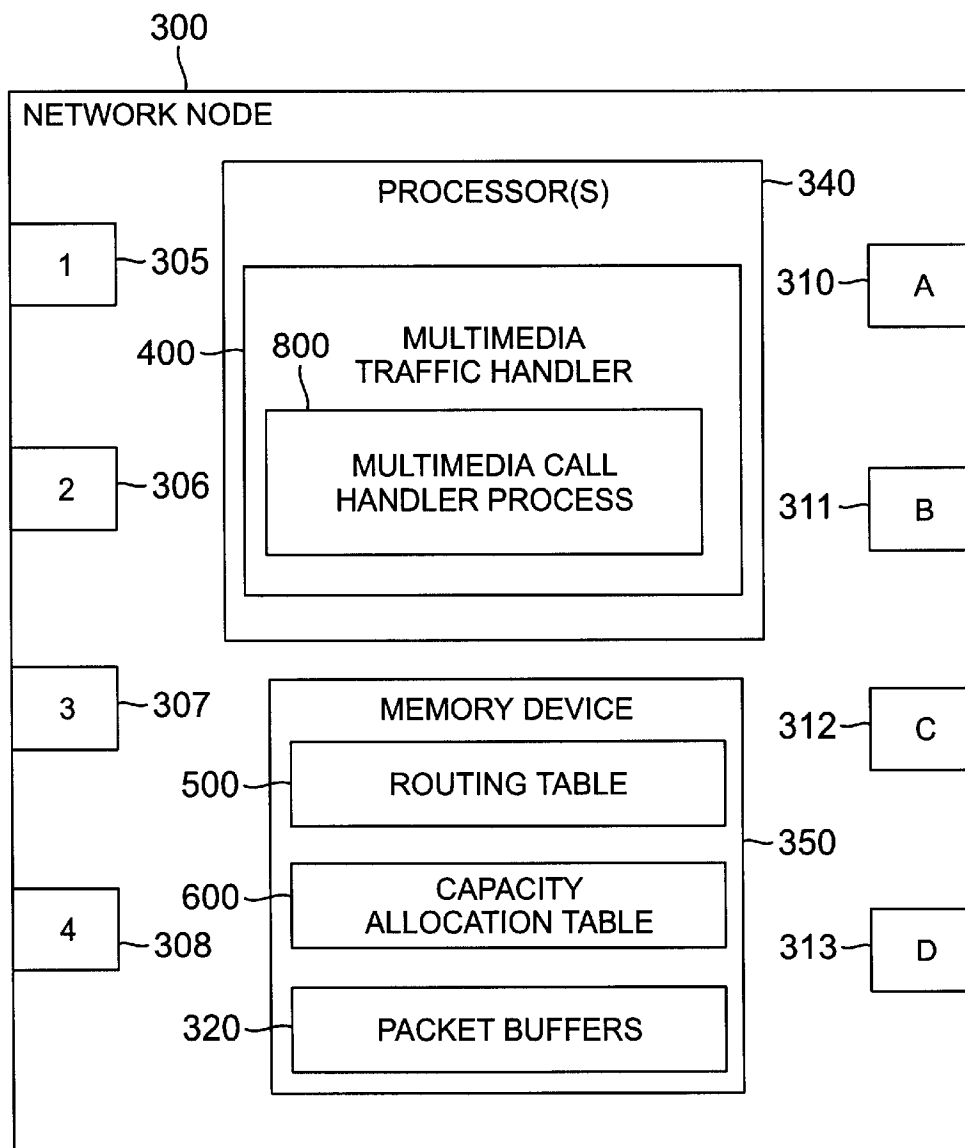 300
NETWORK NODE
PROCESSOR(S)
340
1
305
310
A
MULTIMEDIA
TRAFFIC HANDLER
400
800
MULTIMEDIA CALL
HANDLER PROCESS
2
306
311
B
3
307
312
C
MEMORY DEVICE
500
ROUTING TABLE
350
600
CAPACITY
ALLOCATION TABLE
4
308
313
D
320
PACKET BUFFERS